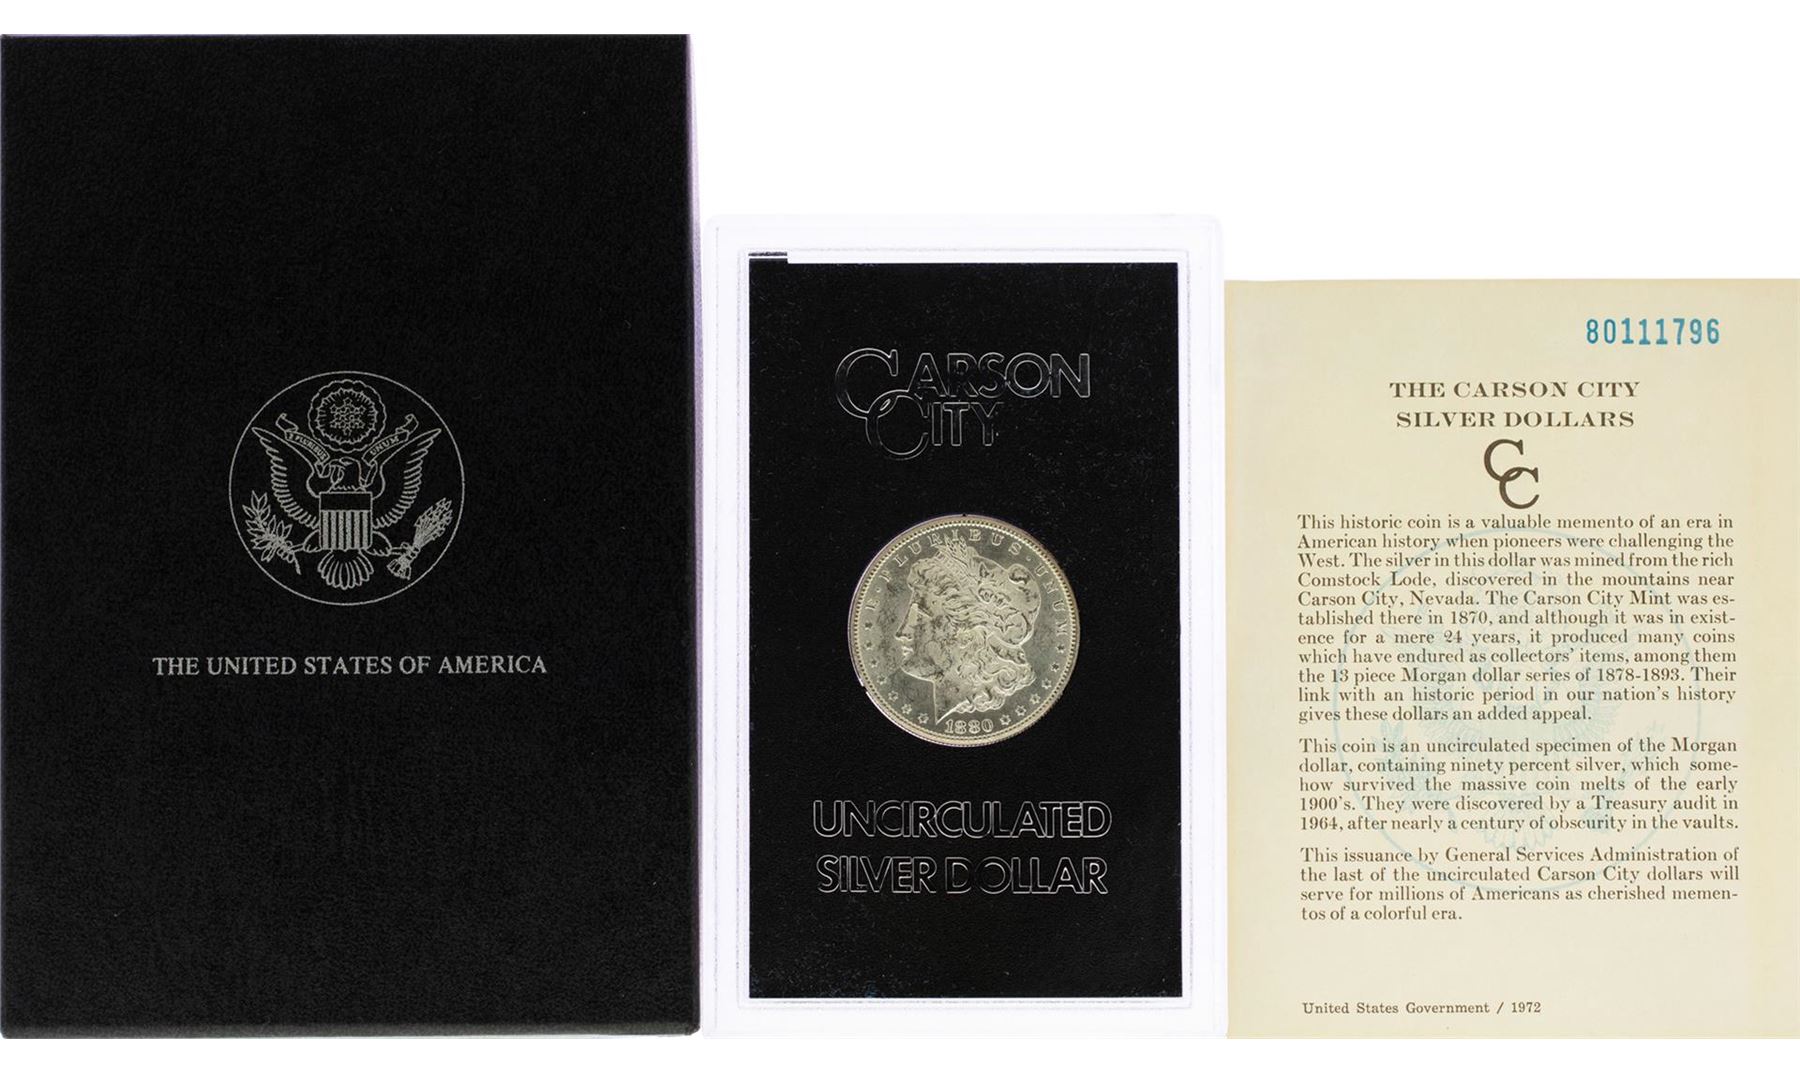 E PLURIBUS UNUM
THE UNITED STATES OF AMERICA
CARSON
CITY
E·PLURIBUS·UNUM
1880
UNCIRCULATED
SILVER DOLLAR
80111796
THE CARSON CITY
SILVER DOLLARS
CC
This historic coin is a valuable memento of an era in
American history when pioneers were challenging the
West. The silver in this dollar was mined from the rich
Comstock Lode, discovered in the mountains near
Carson City, Nevada. The Carson City Mint was es-
tablished there in 1870, and although it was in exist-
ence for a mere 24 years, it produced many coins
which have endured as collectors' items, among them
the 13 piece Morgan dollar series of 1878-1893. Their
link with an historic period in our nation's history
gives these dollars an added appeal.
This coin is an uncirculated specimen of the Morgan
dollar, containing ninety percent silver, which some-
how survived the massive coin melts of the early
1900's. They were discovered by a Treasury audit in
1964, after nearly a century of obscurity in the vaults.
This issuance by General Services Administration of
the last of the uncirculated Carson City dollars will
serve for millions of Americans as cherished memen-
tos of a colorful era.
United States Government / 1972